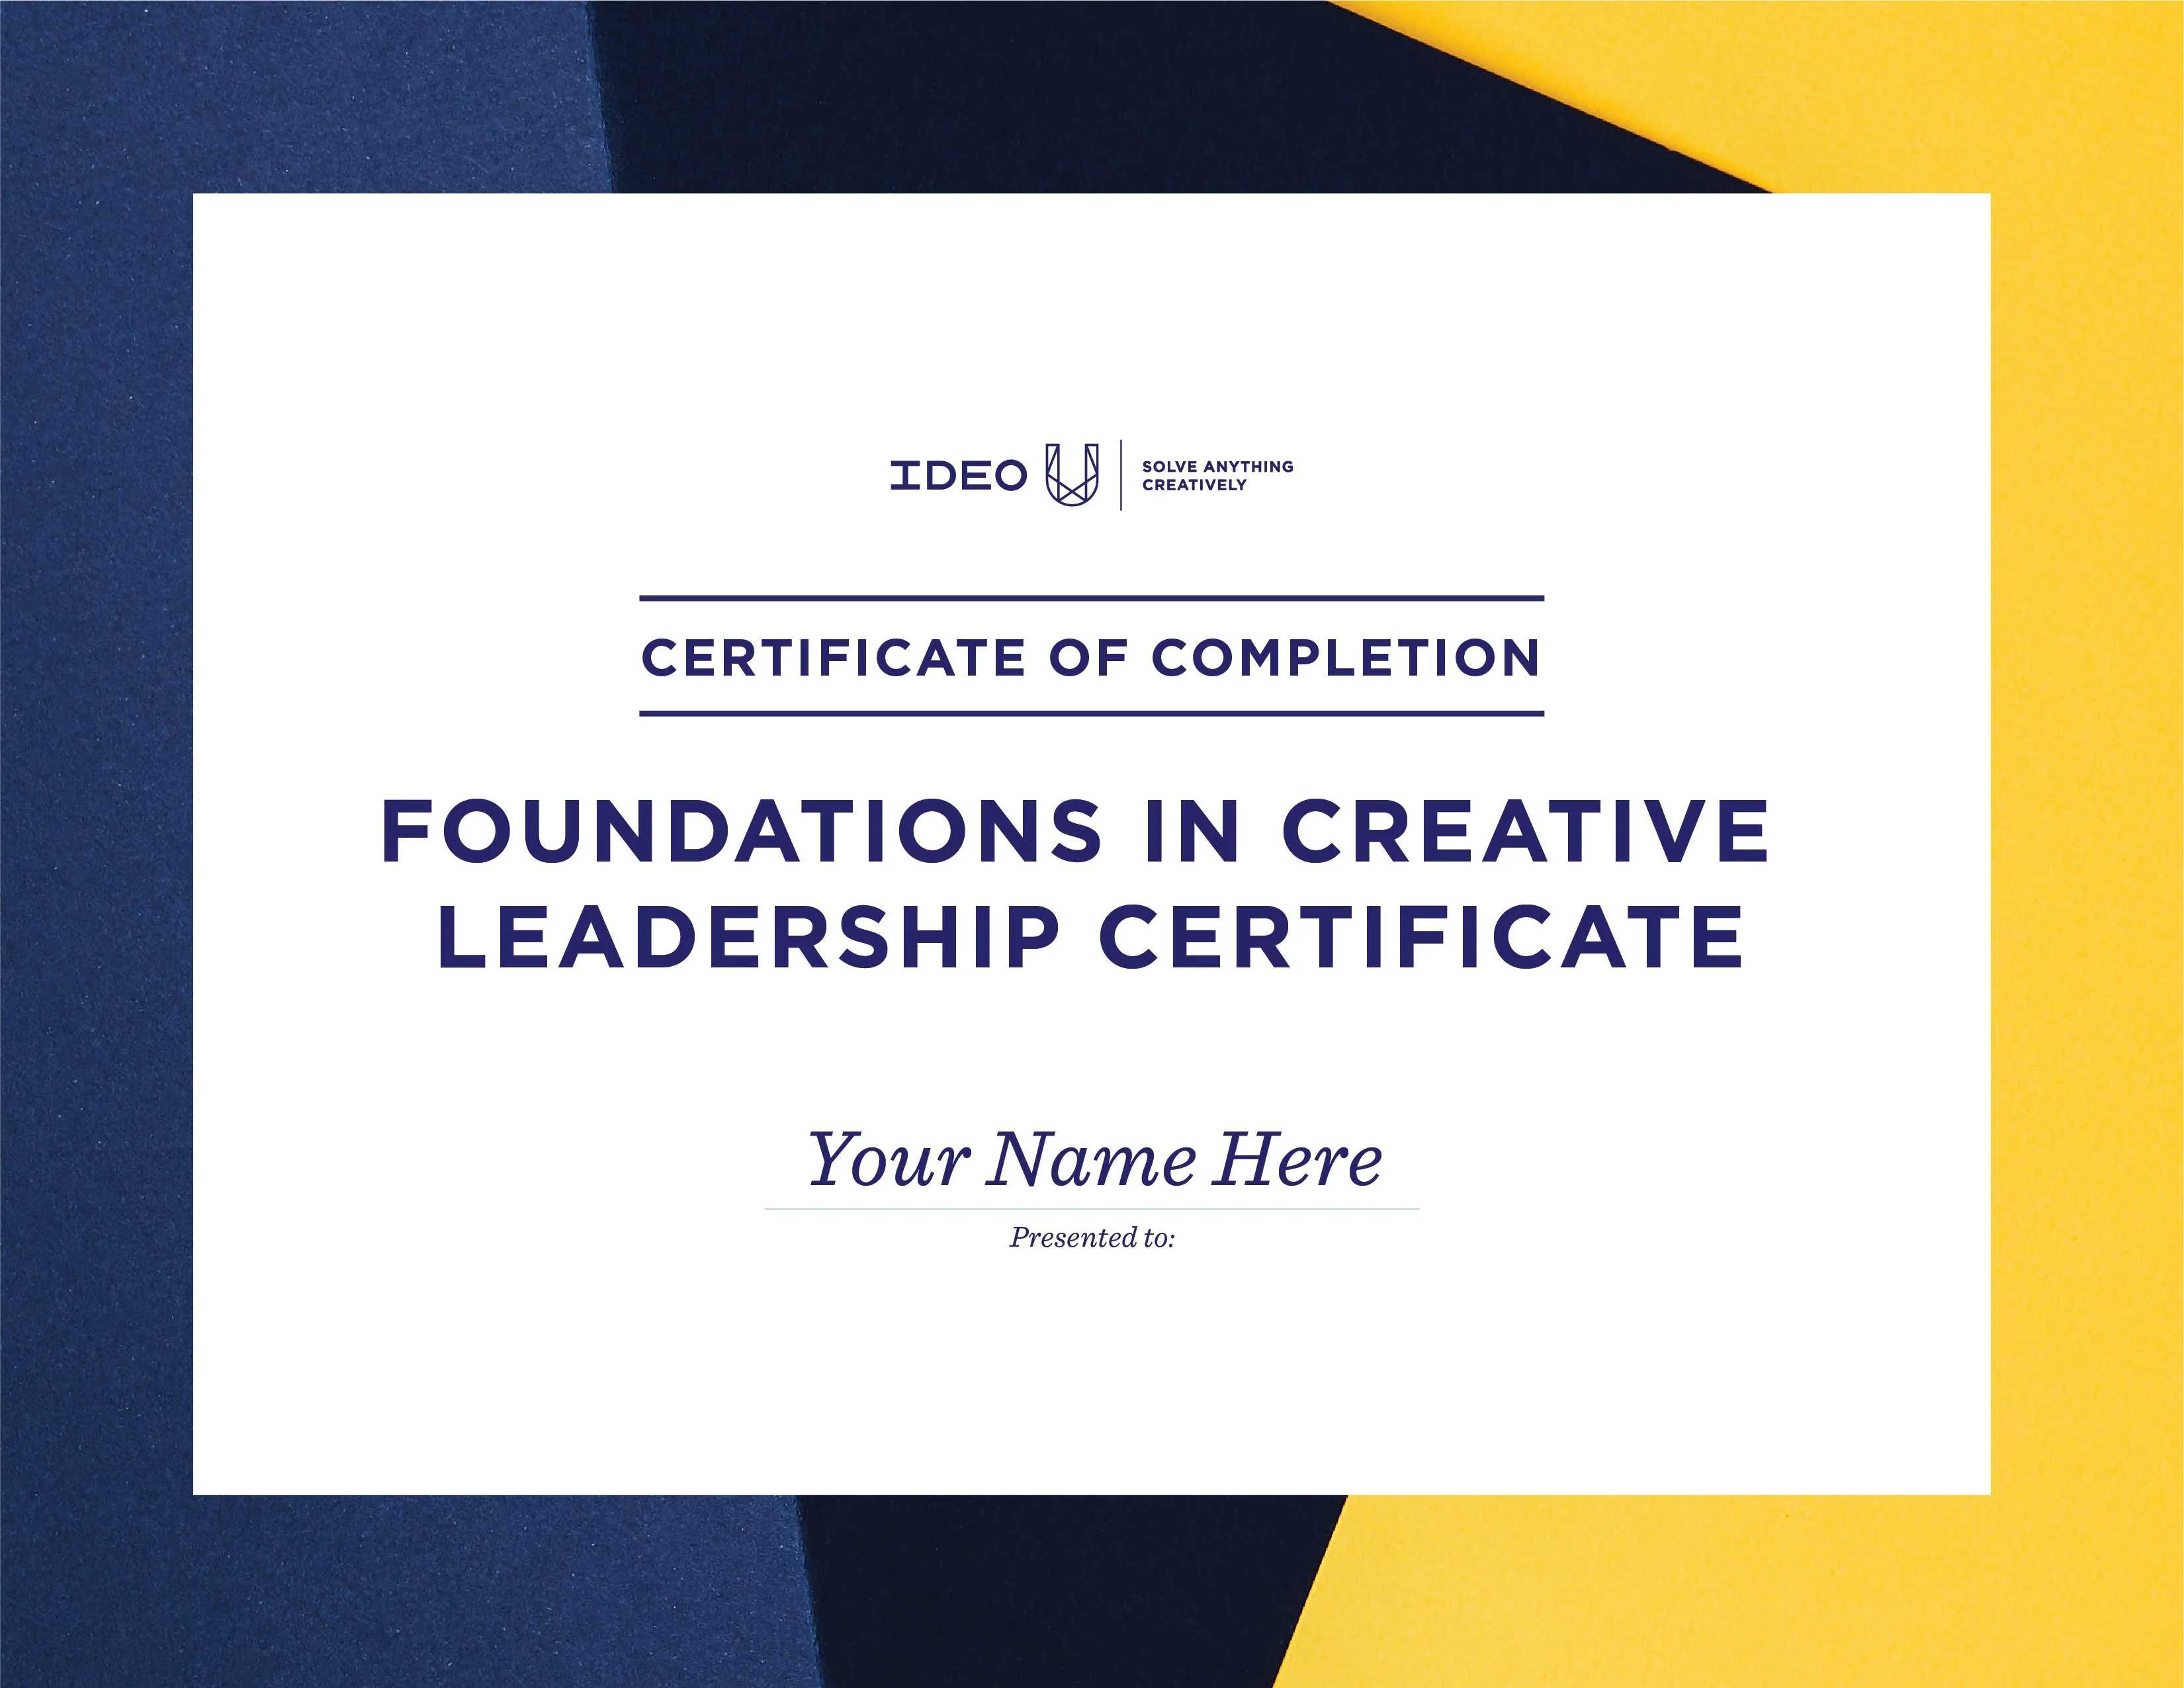 IDEO U
SOLVE ANYTHING
CREATIVELY
CERTIFICATE OF COMPLETION
FOUNDATIONS IN CREATIVE
LEADERSHIP CERTIFICATE
Your Name Here
Presented to: